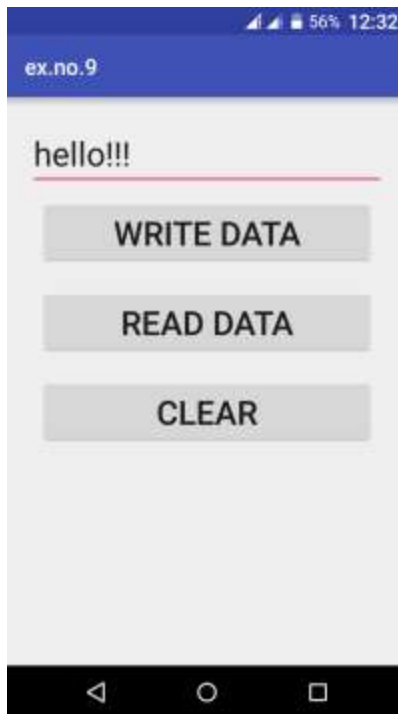 56% 12:32
ex.no.9
hello!!!
WRITE DATA
READ DATA
CLEAR